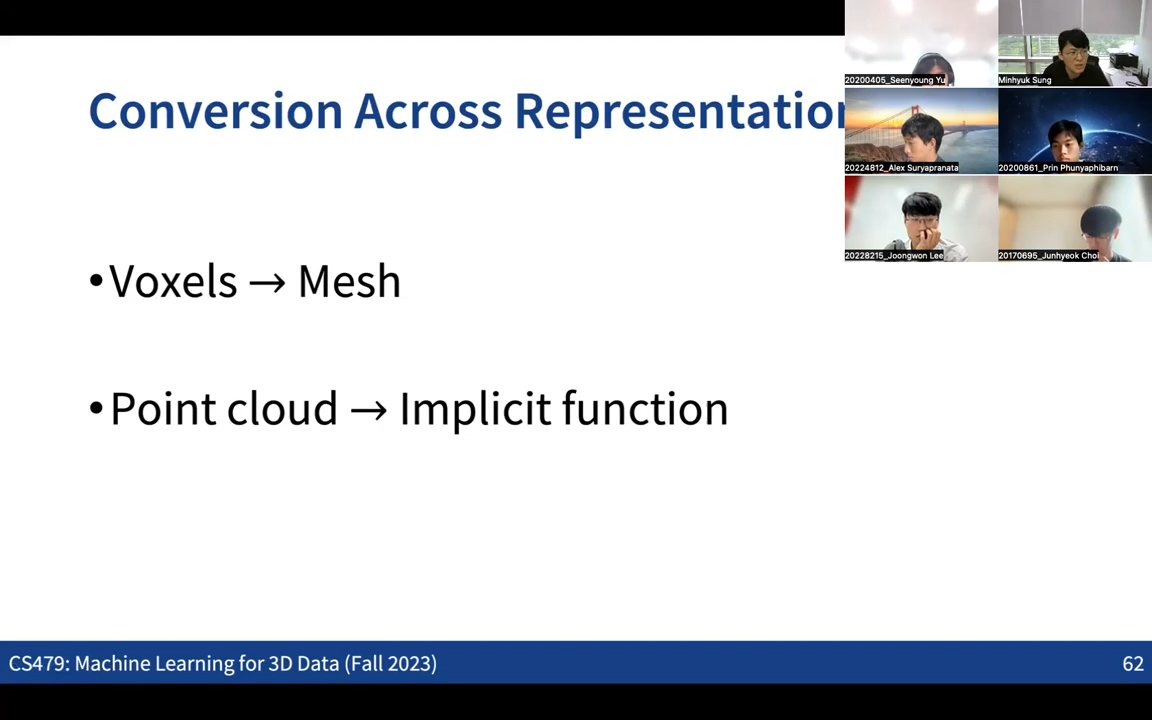 Conversion Across Representation
•Voxels → Mesh
•Point cloud → Implicit function
CS479: Machine Learning for 3D Data (Fall 2023)
62
20200405_Seenyoung Yu
Minhyuk Sung
20224812_Alex Suryapranata
20200861_Prin Phunyaphibarn
20228215_Joongwon Lee
20170695_Junhyeok Choi